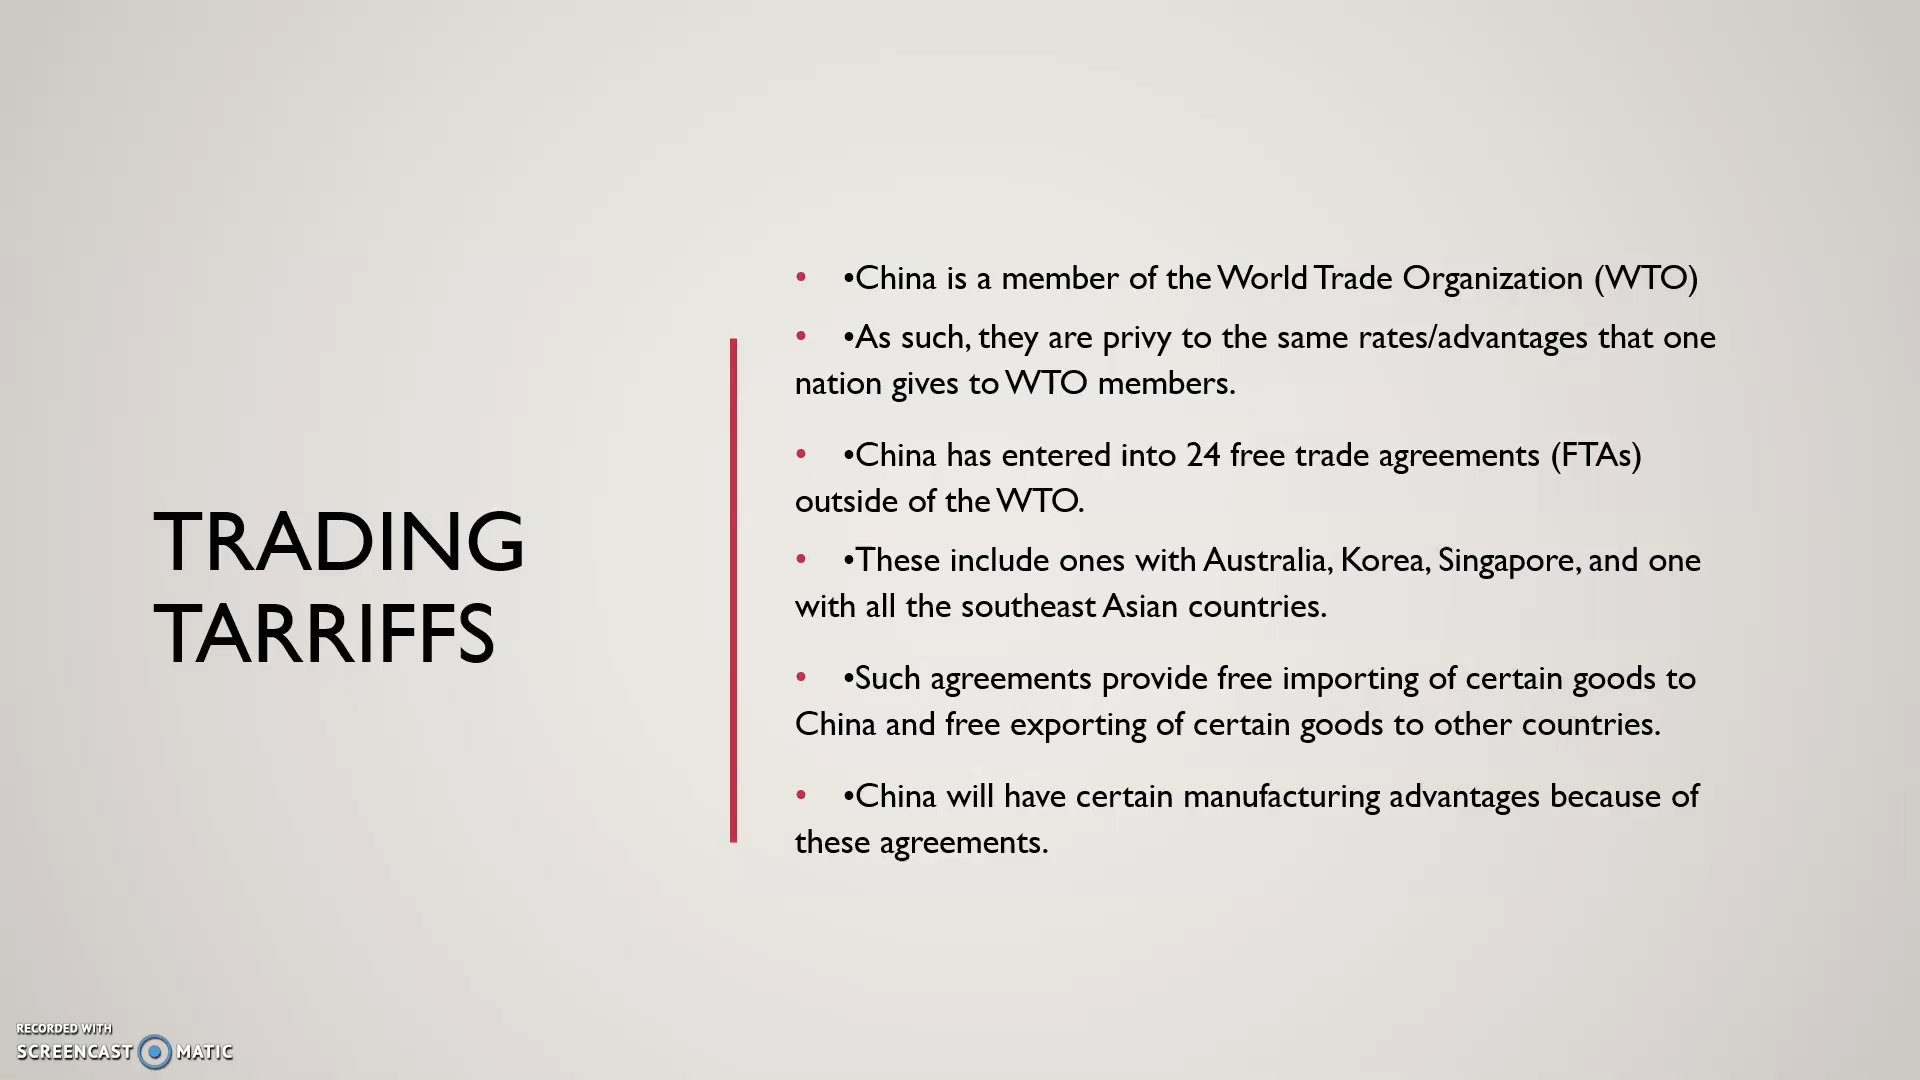 TRADING
TARRIFFS
• •China is a member of the World Trade Organization (WTO)
• •As such, they are privy to the same rates/advantages that one
nation gives to WTO members.
• •China has entered into 24 free trade agreements (FTAs)
outside of the WTO.
• •These include ones with Australia, Korea, Singapore, and one
with all the southeast Asian countries.
• •Such agreements provide free importing of certain goods to
China and free exporting of certain goods to other countries.
• •China will have certain manufacturing advantages because of
these agreements.
RECORDED WITH
SCREENCAST MATIC